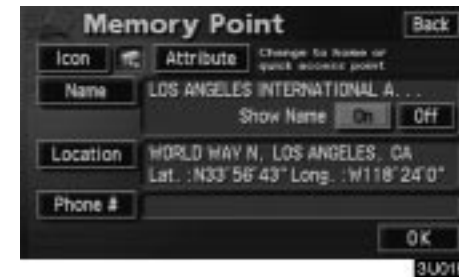 Memory Point
Back
Icon
Attribute
Change to home or
quick access point
Name
LOS ANGELES INTERNATIONAL A...
Show Name
On
Off
Location
WORLD WAY N, LOS ANGELES, CA
Lat. :N33°56'43" Long. :W118°24'0"
Phone #
OK
3U01